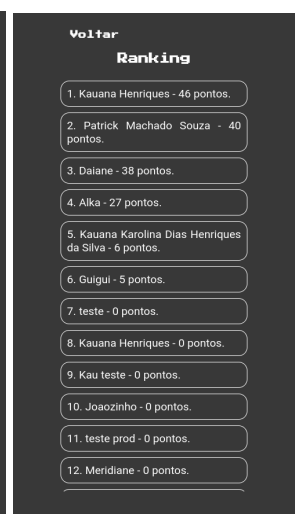 Voltar
Ranking
1. Kauana Henriques - 46 pontos.
2. Patrick Machado Souza - 40
pontos.
3. Daiane - 38 pontos.
4. Alka - 27 pontos.
5. Kauana Karolina Dias Henriques
da Silva - 6 pontos.
6. Guigui - 5 pontos.
7. teste - 0 pontos.
8. Kauana Henriques - 0 pontos.
9. Kau teste - 0 pontos.
10. Joaozinho - 0 pontos.
11. teste prod - 0 pontos.
12. Meridiane - 0 pontos.